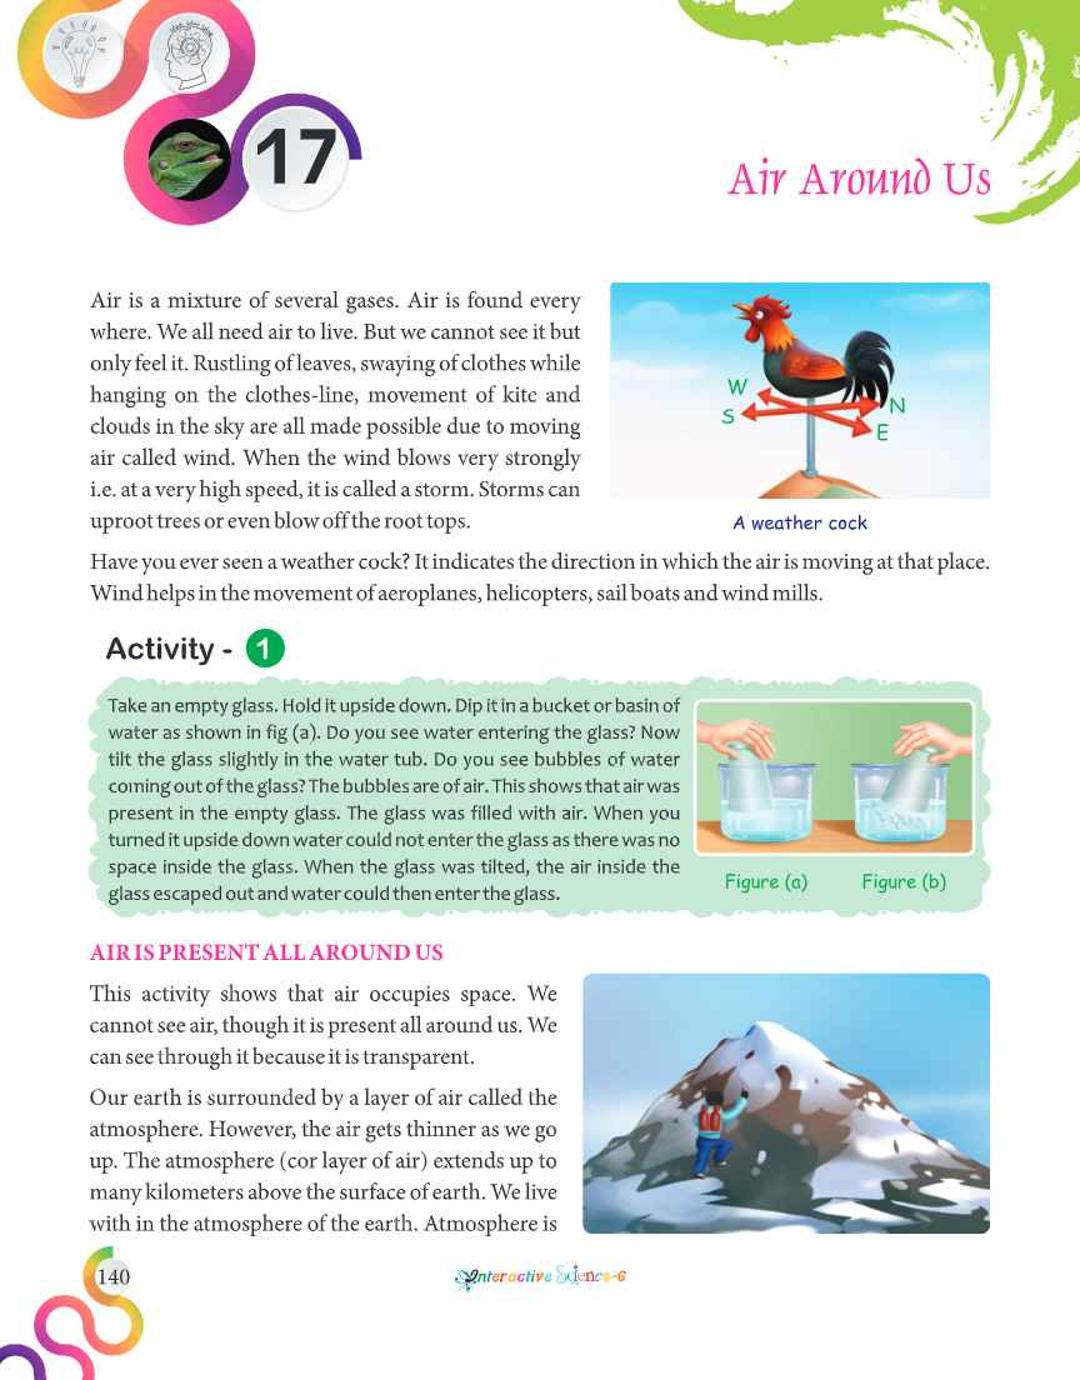 17
Air Around Us
Air is a mixture of several gases. Air is found every
where. We all need air to live. But we cannot see it but
only feel it. Rustling of leaves, swaying of clothes while
hanging on the clothes-line, movement of kite and
clouds in the sky are all made possible due to moving
air called wind. When the wind blows very strongly
i.e. at a very high speed, it is called a storm. Storms can
uproot trees or even blow off the root tops.
W
S
N
E
A weather cock
Have you ever seen a weather cock? It indicates the direction in which the air is moving at that place.
Wind helps in the movement of aeroplanes, helicopters, sail boats and wind mills.
Activity - 1
Take an empty glass. Hold it upside down. Dip it in a bucket or basin of
water as shown in fig (a). Do you see water entering the glass? Now
tilt the glass slightly in the water tub. Do you see bubbles of water
coming out of the glass? The bubbles are of air. This shows that air was
present in the empty glass. The glass was filled with air. When you
turned it upside down water could not enter the glass as there was no
space inside the glass. When the glass was tilted, the air inside the
glass escaped out and water could then enter the glass.
Figure (a) Figure (b)
AIR IS PRESENT ALL AROUND US
This activity shows that air occupies space. We
cannot see air, though it is present all around us. We
can see through it because it is transparent.
Our earth is surrounded by a layer of air called the
atmosphere. However, the air gets thinner as we go
up. The atmosphere (cor layer of air) extends up to
many kilometers above the surface of earth. We live
with in the atmosphere of the earth. Atmosphere is
140
Interactive Science-6